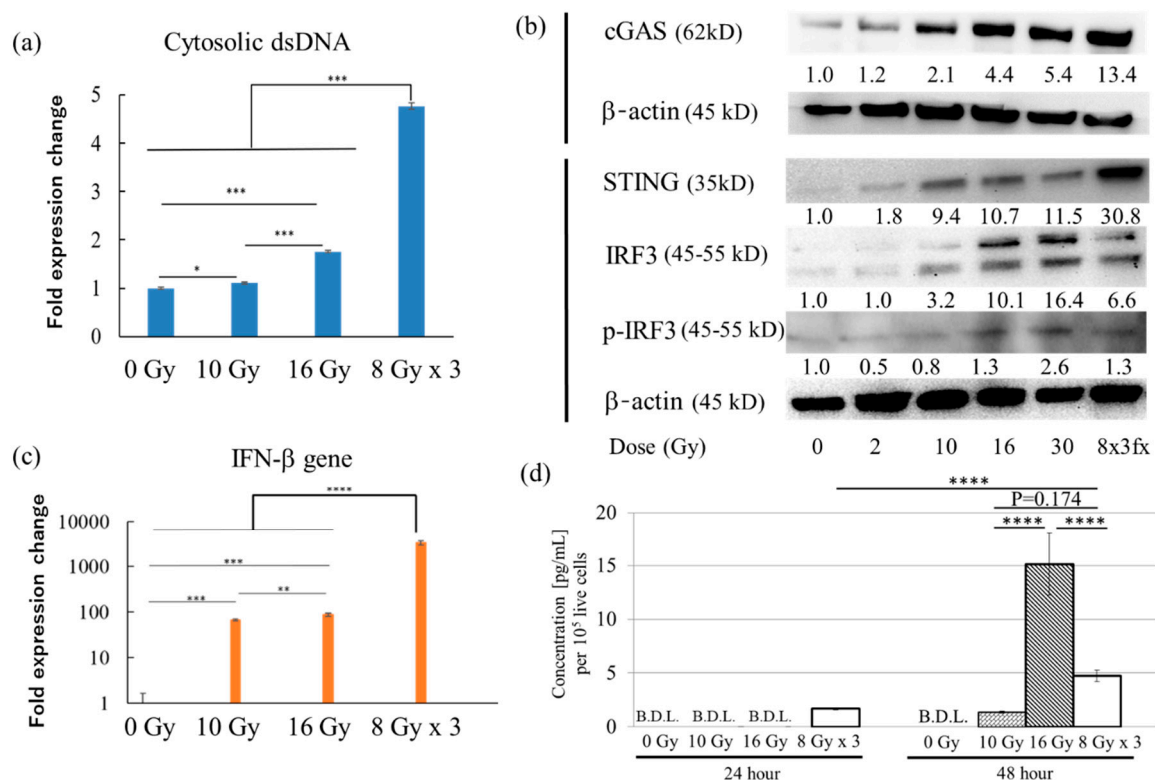 (a)
Cytosolic dsDNA
Fold expression change
5
4
3
2
1
0
***
***
***
*
0 Gy 10 Gy 16 Gy 8 Gy x 3
(b)
cGAS (62kD)
1.0 1.2 2.1 4.4 5.4 13.4
β-actin (45 kD)
STING (35kD)
1.0 1.8 9.4 10.7 11.5 30.8
IRF3 (45-55 kD)
1.0 1.0 3.2 10.1 16.4 6.6
p-IRF3 (45-55 kD)
1.0 0.5 0.8 1.3 2.6 1.3
β-actin (45 kD)
Dose (Gy) 0 2 10 16 30 8x3fx
(c)
IFN-β gene
Fold expression change
10000
1000
100
10
1
****
***
*** **
0 Gy 10 Gy 16 Gy 8 Gy x 3
(d)
Concentration [pg/mL]
per 10⁵ live cells
20
15
10
5
0
****
P=0.174
**** ****
B.D.L. B.D.L. B.D.L. B.D.L.
0 Gy 10 Gy 16 Gy 8 Gy x 3 0 Gy 10 Gy 16 Gy 8 Gy x 3
24 hour 48 hour